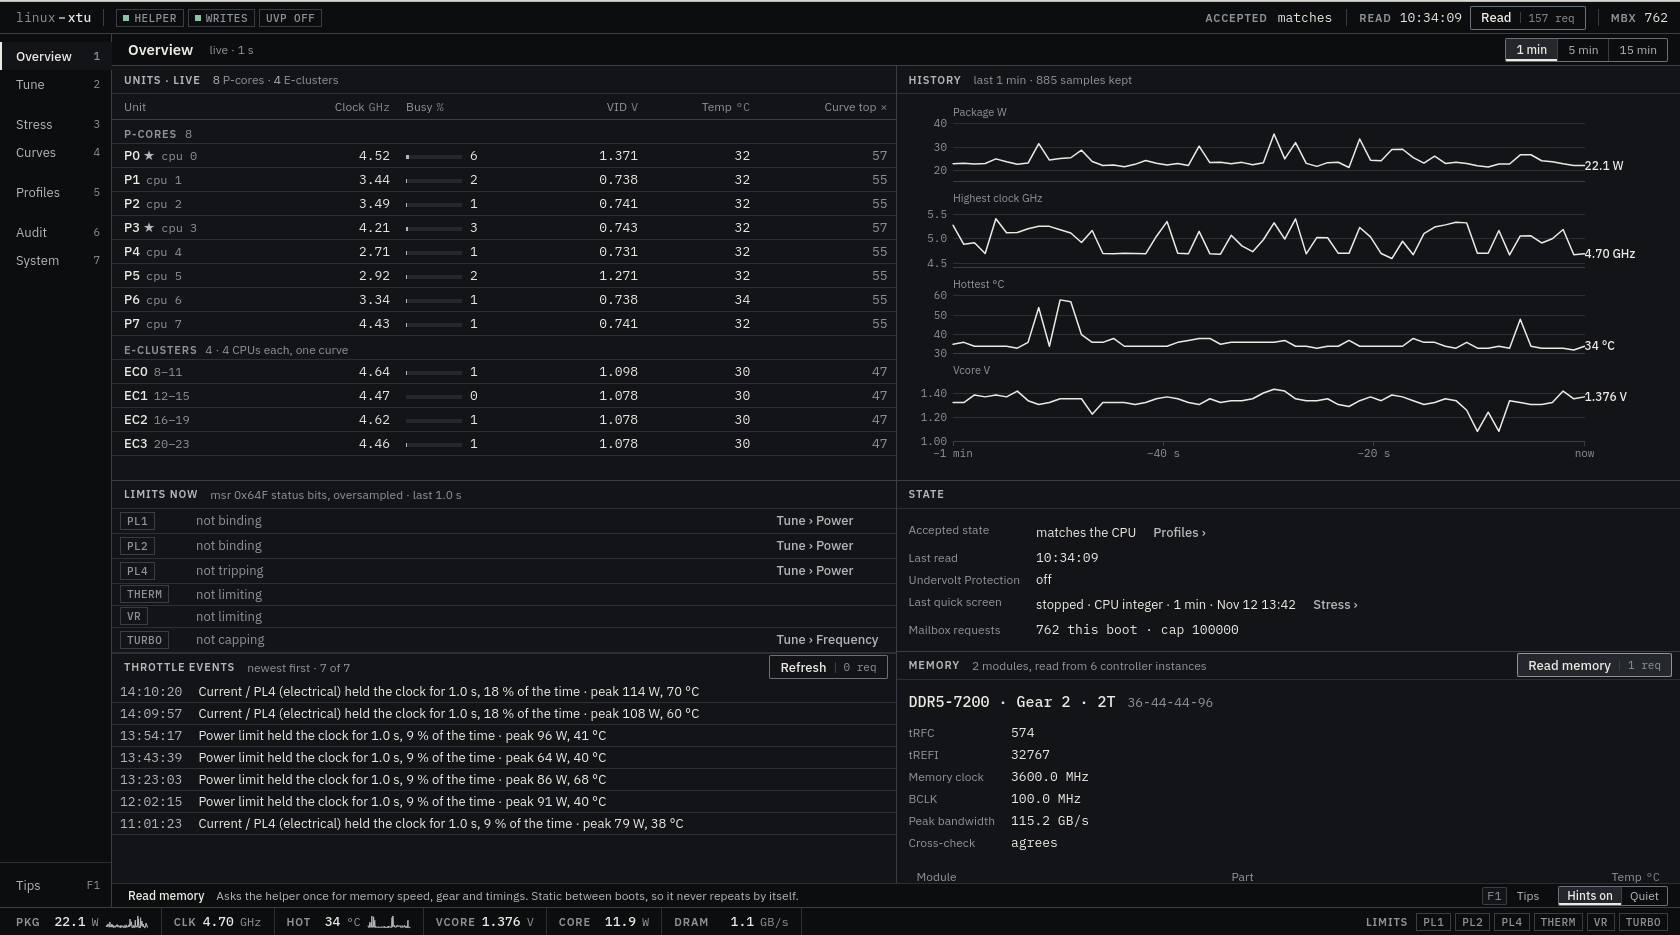 linux-xtu HELPER WRITES UVP OFF ACCEPTED matches READ 10:34:09 Read 157 req MBX 762
Overview 1
Tune 2
Stress 3
Curves 4
Profiles 5
Audit 6
System 7
Tips F1
Overview live · 1 s 1 min 5 min 15 min
UNITS · LIVE 8 P-cores · 4 E-clusters
Unit Clock GHz Busy % VID V Temp °C Curve top ×
P-CORES 8
P0 ★ cpu 0 4.52 6 1.371 32 57
P1 cpu 1 3.44 2 0.738 32 55
P2 cpu 2 3.49 1 0.741 32 55
P3 ★ cpu 3 4.21 3 0.743 32 57
P4 cpu 4 2.71 1 0.731 32 55
P5 cpu 5 2.92 2 1.271 32 55
P6 cpu 6 3.34 1 0.738 34 55
P7 cpu 7 4.43 1 0.741 32 55
E-CLUSTERS 4 · 4 CPUs each, one curve
EC0 8–11 4.64 1 1.098 30 47
EC1 12–15 4.47 0 1.078 30 47
EC2 16–19 4.62 1 1.078 30 47
EC3 20–23 4.46 1 1.078 30 47
HISTORY last 1 min · 885 samples kept
Package W
40
30
20
22.1 W
Highest clock GHz
5.5
5.0
4.5
4.70 GHz
Hottest °C
60
50
40
30
34 °C
Vcore V
1.40
1.20
1.00
1.376 V
−1 min −40 s −20 s now
LIMITS NOW msr 0x64F status bits, oversampled · last 1.0 s
PL1 not binding Tune › Power
PL2 not binding Tune › Power
PL4 not tripping Tune › Power
THERM not limiting
VR not limiting
TURBO not capping Tune › Frequency
THROTTLE EVENTS newest first · 7 of 7 Refresh 0 req
14:10:20 Current / PL4 (electrical) held the clock for 1.0 s, 18 % of the time · peak 114 W, 70 °C
14:09:57 Current / PL4 (electrical) held the clock for 1.0 s, 18 % of the time · peak 108 W, 60 °C
13:54:17 Power limit held the clock for 1.0 s, 9 % of the time · peak 96 W, 41 °C
13:43:39 Power limit held the clock for 1.0 s, 9 % of the time · peak 64 W, 40 °C
13:23:03 Power limit held the clock for 1.0 s, 9 % of the time · peak 86 W, 68 °C
12:02:15 Power limit held the clock for 1.0 s, 9 % of the time · peak 91 W, 40 °C
11:01:23 Current / PL4 (electrical) held the clock for 1.0 s, 9 % of the time · peak 79 W, 38 °C
STATE
Accepted state matches the CPU Profiles ›
Last read 10:34:09
Undervolt Protection off
Last quick screen stopped · CPU integer · 1 min · Nov 12 13:42 Stress ›
Mailbox requests 762 this boot · cap 100000
MEMORY 2 modules, read from 6 controller instances Read memory 1 req
DDR5-7200 · Gear 2 · 2T 36-44-44-96
tRFC 574
tREFI 32767
Memory clock 3600.0 MHz
BCLK 100.0 MHz
Peak bandwidth 115.2 GB/s
Cross-check agrees
Module Part Temp °C
Read memory Asks the helper once for memory speed, gear and timings. Static between boots, so it never repeats by itself. F1 Tips Hints on Quiet
PKG 22.1 W CLK 4.70 GHz HOT 34 °C VCORE 1.376 V CORE 11.9 W DRAM 1.1 GB/s LIMITS PL1 PL2 PL4 THERM VR TURBO